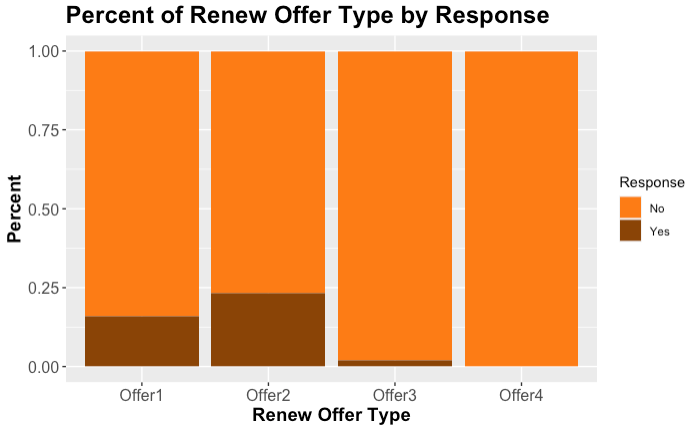 Percent of Renew Offer Type by Response
1.00
0.75
0.50
0.25
0.00
Percent
Offer1 Offer2 Offer3 Offer4
Renew Offer Type
Response
No
Yes